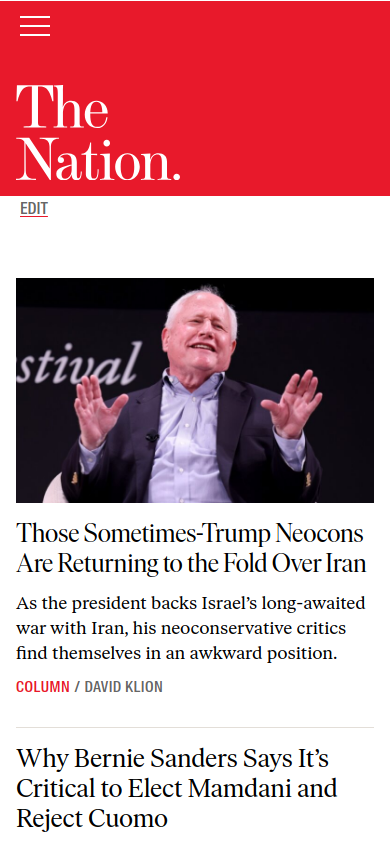 The
Nation.
EDIT
stival
Those Sometimes-Trump Neocons
Are Returning to the Fold Over Iran
As the president backs Israel’s long-awaited
war with Iran, his neoconservative critics
find themselves in an awkward position.
COLUMN / DAVID KLION
Why Bernie Sanders Says It’s
Critical to Elect Mamdani and
Reject Cuomo